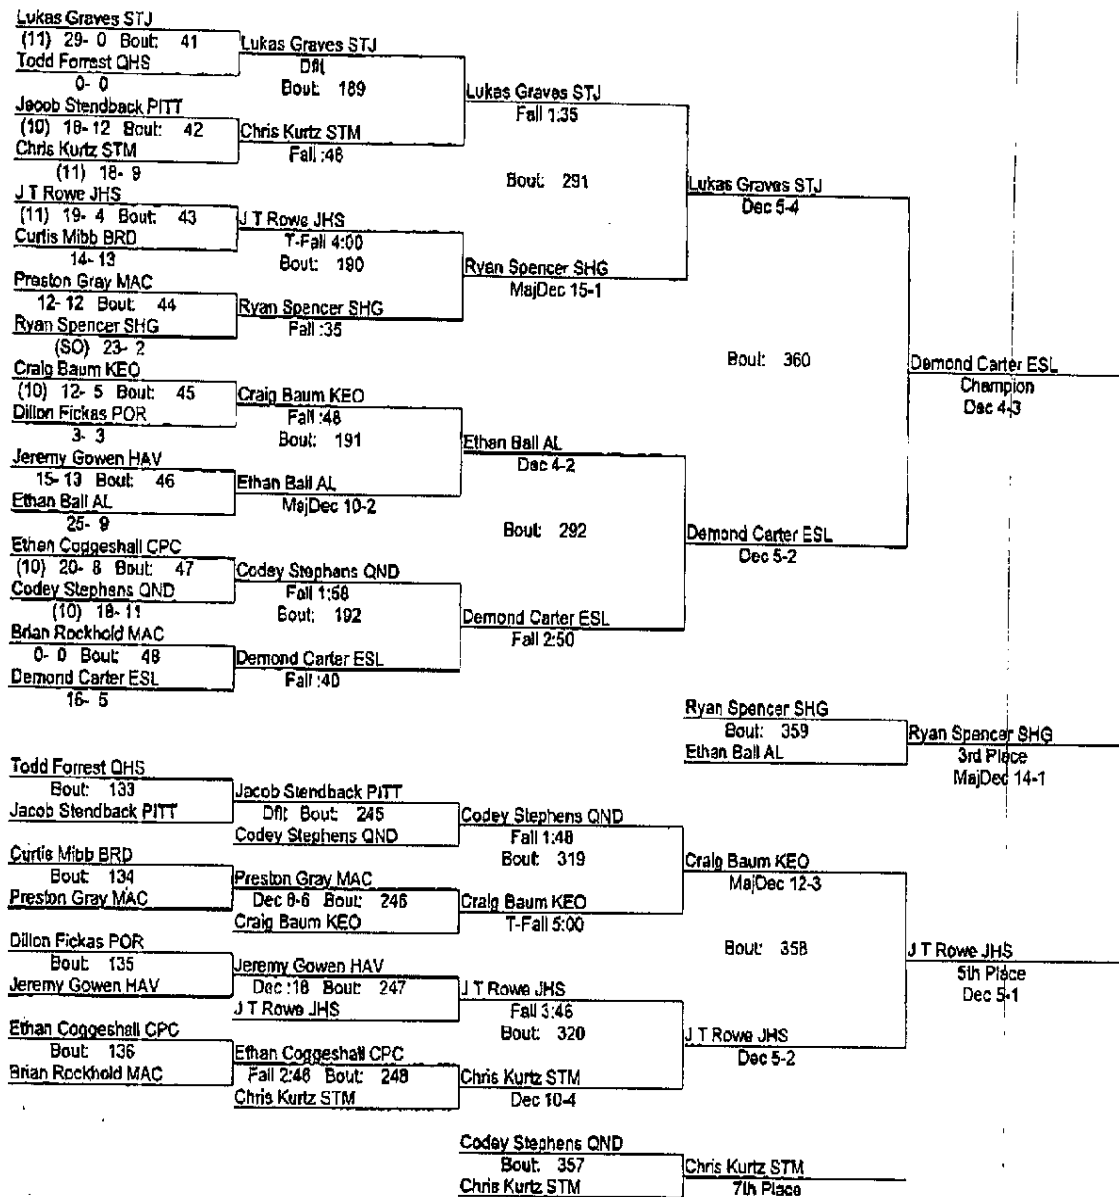 Lukas Graves STJ
(11) 29- 0 Bout: 41
Todd Forrest QHS
0- 0
Jacob Stendback PITT
(10) 18-12 Bout: 42
Chris Kurtz STM
(11) 18- 9
J T Rowe JHS
(11) 19- 4 Bout: 43
Curtis Mibb BRD
14-13
Preston Gray MAC
12-12 Bout: 44
Ryan Spencer SHG
(SO) 23- 2
Craig Baum KEO
(10) 12- 5 Bout: 45
Dillon Fickas POR
3- 3
Jeremy Gowen HAV
15-13 Bout: 46
Ethan Ball AL
25- 9
Ethan Coggeshall CPC
(10) 20- 8 Bout: 47
Codey Stephens QND
(10) 18-11
Brian Rockhold MAC
0- 0 Bout: 48
Demond Carter ESL
16- 5
Lukas Graves STJ
Dflt
Bout: 189
Chris Kurtz STM
Fall :48
J T Rowe JHS
T-Fall 4:00
Bout: 190
Ryan Spencer SHG
Fall :35
Craig Baum KEO
Fall :48
Bout: 191
Ethan Ball AL
MajDec 10-2
Codey Stephens QND
Fall 1:58
Bout: 192
Demond Carter ESL
Fall :40
Lukas Graves STJ
Fall 1:35
Bout: 291
Ryan Spencer SHG
MajDec 15-1
Ethan Ball AL
Dec 4-2
Bout: 292
Demond Carter ESL
Fall 2:50
Lukas Graves STJ
Dec 5-4
Bout: 360
Demond Carter ESL
Dec 5-2
Demond Carter ESL
Champion
Dec 4-3
Ryan Spencer SHG
Bout: 359
Ethan Ball AL
Ryan Spencer SHG
3rd Place
MajDec 14-1
Todd Forrest QHS
Bout: 133
Jacob Stendback PITT
Curtis Mibb BRD
Bout: 134
Preston Gray MAC
Dillon Fickas POR
Bout: 135
Jeremy Gowen HAV
Ethan Coggeshall CPC
Bout: 136
Brian Rockhold MAC
Jacob Stendback PITT
Dflt Bout: 245
Codey Stephens QND
Preston Gray MAC
Dec 8-6 Bout: 246
Craig Baum KEO
Jeremy Gowen HAV
Dec :18 Bout: 247
J T Rowe JHS
Ethan Coggeshall CPC
Fall 2:46 Bout: 248
Chris Kurtz STM
Codey Stephens QND
Fall 1:48
Bout: 319
Craig Baum KEO
T-Fall 5:00
J T Rowe JHS
Fall 3:46
Bout: 320
Chris Kurtz STM
Dec 10-4
Craig Baum KEO
MajDec 12-3
Bout: 358
J T Rowe JHS
Dec 5-2
J T Rowe JHS
5th Place
Dec 5-1
Codey Stephens QND
Bout: 357
Chris Kurtz STM
Chris Kurtz STM
7th Place